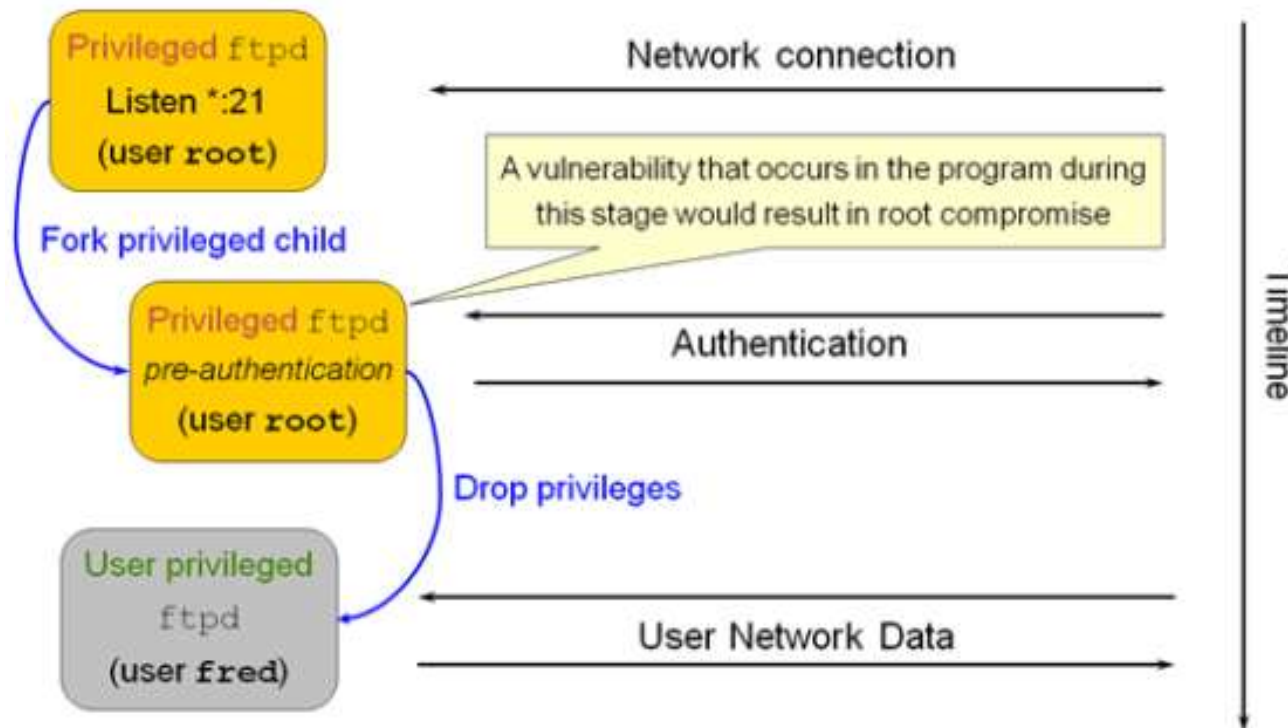 Privileged ftpd
Listen *:21
(user root)
Network connection
A vulnerability that occurs in the program during
this stage would result in root compromise
Fork privileged child
Privileged ftpd
pre-authentication
(user root)
Authentication
Timeline
Drop privileges
User privileged
ftpd
(user fred)
User Network Data